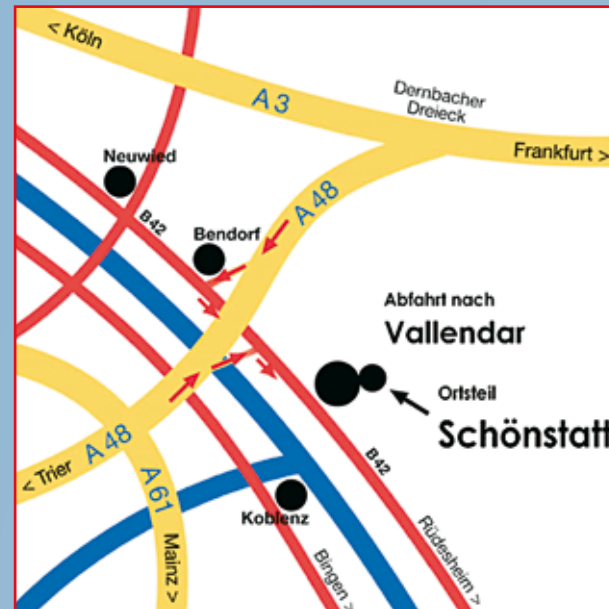 < Köln
A 3
Dernbacher
Dreieck
Frankfurt >
Neuwied
A 48
B42
Bendorf
Abfahrt nach
Vallendar
Ortsteil
Schönstatt
B42
< Trier
A 48
A 61
Mainz >
Koblenz
Bingen >
Rüdesheim >